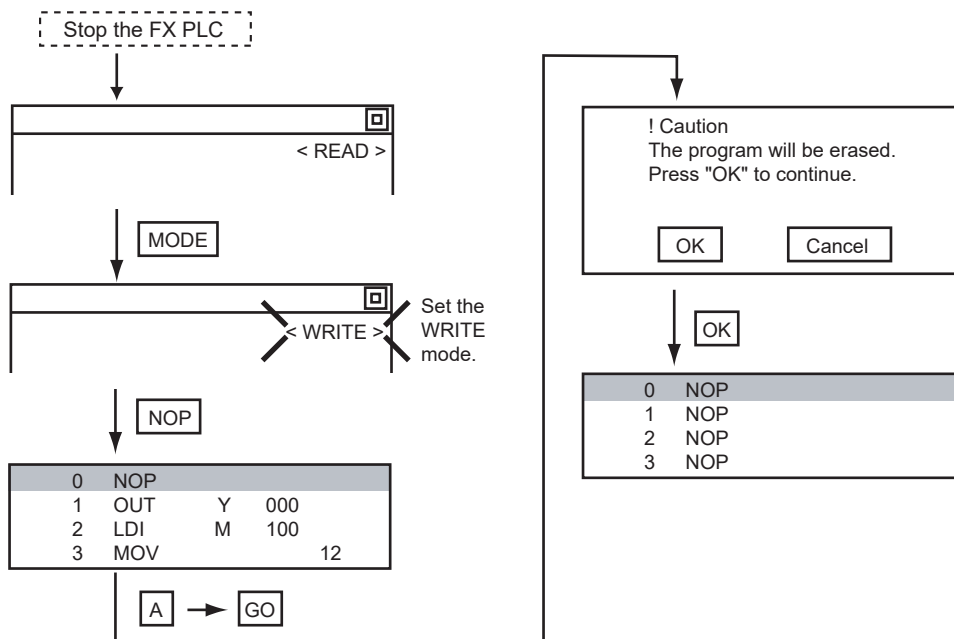 Stop the FX PLC
< READ >
MODE
< WRITE >
Set the
WRITE
mode.
NOP
0 NOP
1 OUT Y 000
2 LDI M 100
3 MOV 12
A GO
! Caution
The program will be erased.
Press "OK" to continue.
OK Cancel
OK
0 NOP
1 NOP
2 NOP
3 NOP